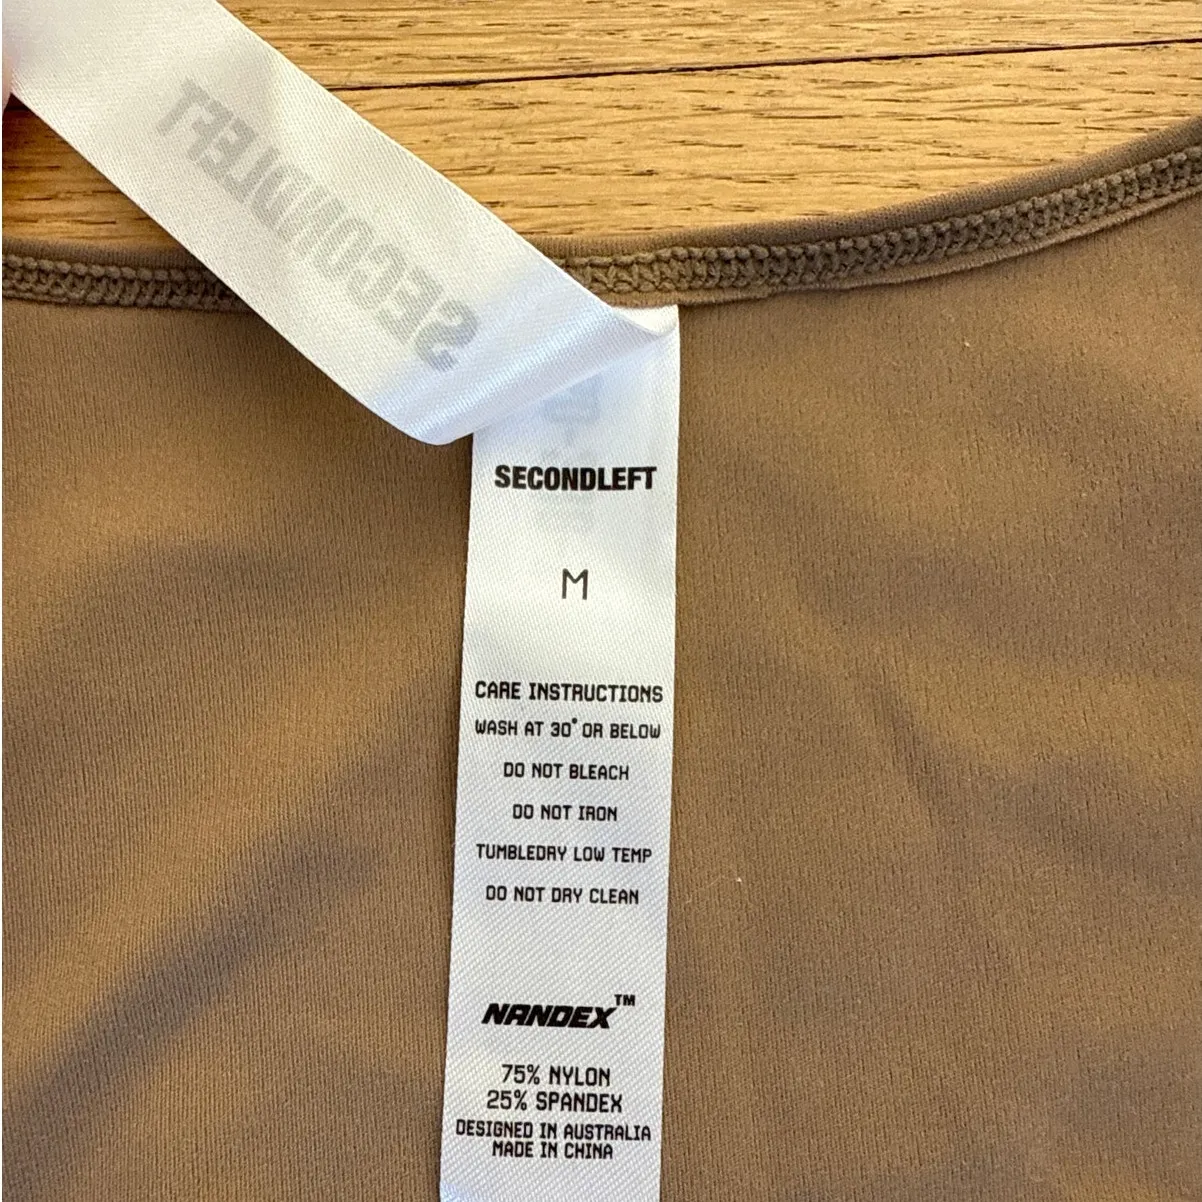 SECONDLEFT
SECONDLEFT
M
CARE INSTRUCTIONS
WASH AT 30° OR BELOW
DO NOT BLEACH
DO NOT IRON
TUMBLEDRY LOW TEMP
DO NOT DRY CLEAN
NANDEX™
75% NYLON
25% SPANDEX
DESIGNED IN AUSTRALIA
MADE IN CHINA